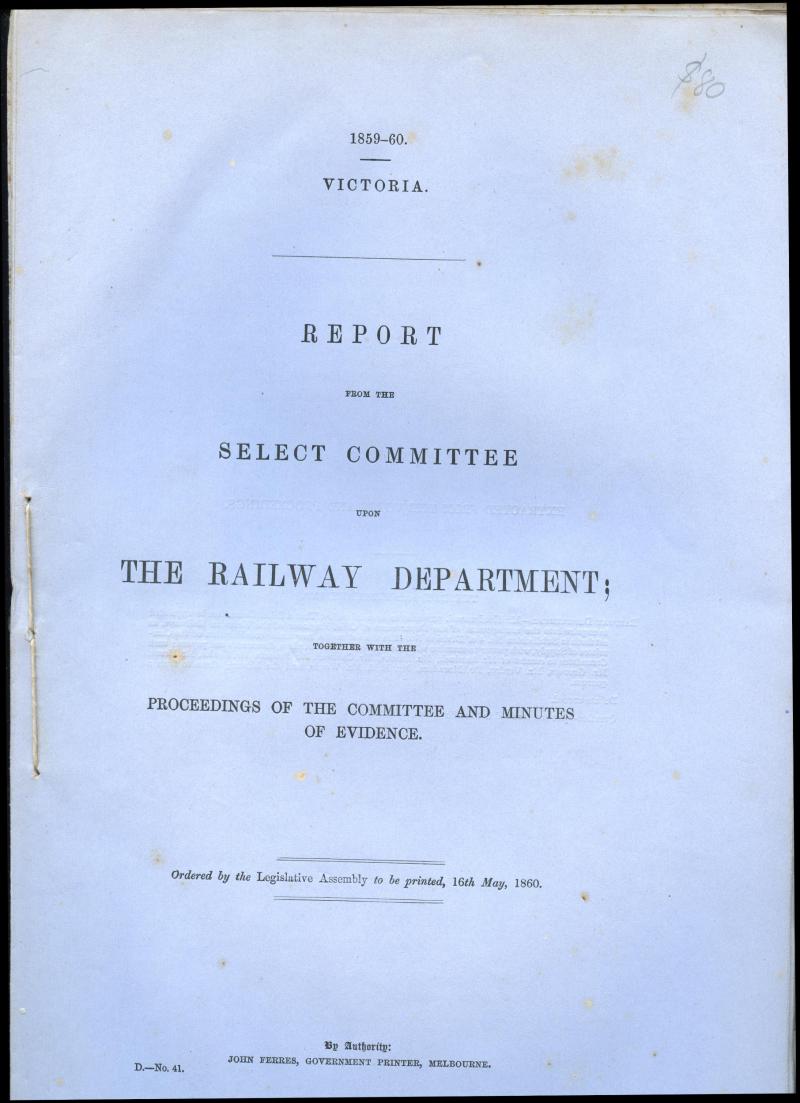 $80
1859–60.
VICTORIA.
REPORT
FROM THE
SELECT COMMITTEE
UPON
THE RAILWAY DEPARTMENT;
TOGETHER WITH THE
PROCEEDINGS OF THE COMMITTEE AND MINUTES
OF EVIDENCE.
Ordered by the Legislative Assembly to be printed, 16th May, 1860.
By Authority:
JOHN FERRES, GOVERNMENT PRINTER, MELBOURNE.
D.—No. 41.